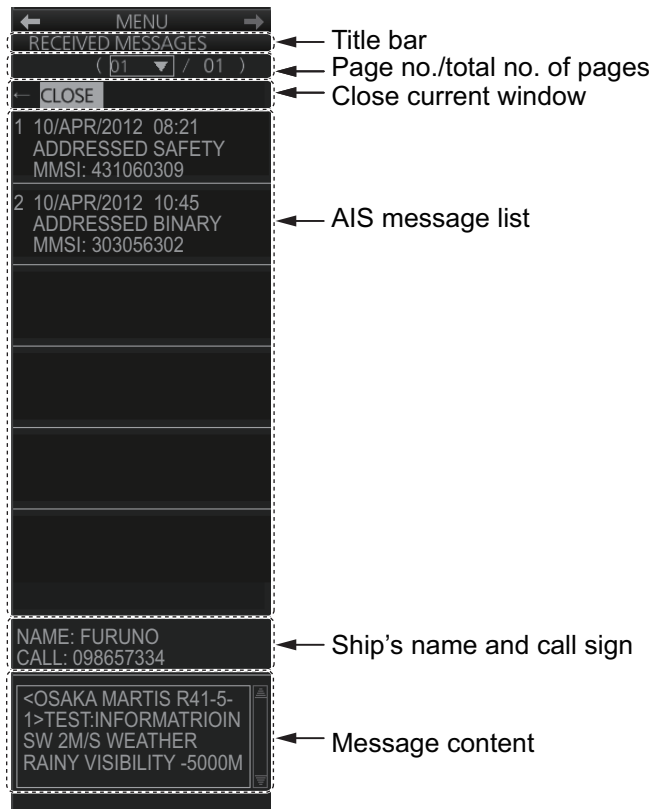 MENU
RECEIVED MESSAGES
Title bar
( 01 ▼ / 01 )
Page no./total no. of pages
← CLOSE
Close current window
1 10/APR/2012 08:21
ADDRESSED SAFETY
MMSI: 431060309
2 10/APR/2012 10:45
ADDRESSED BINARY
MMSI: 303056302
AIS message list
NAME: FURUNO
CALL: 098657334
Ship's name and call sign
<OSAKA MARTIS R41-5-
1>TEST:INFORMATRIOIN
SW 2M/S WEATHER
RAINY VISIBILITY -5000M
Message content